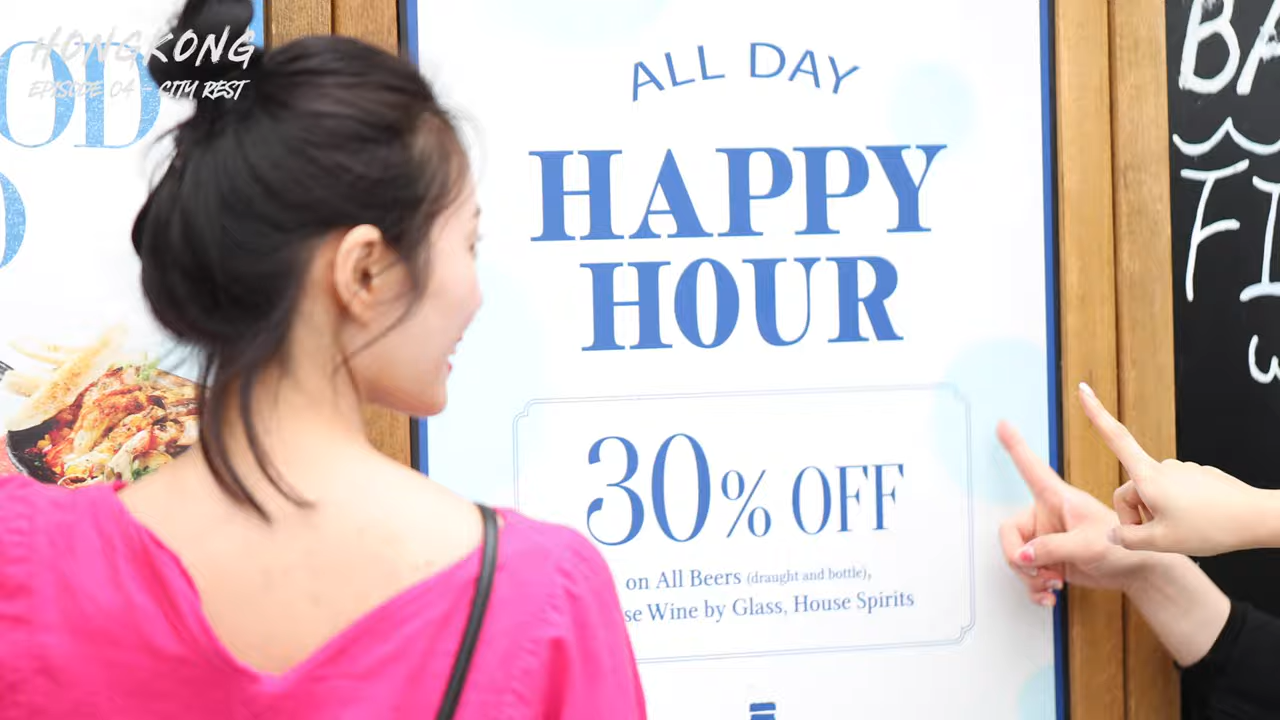 HONGKONG
EPISODE 04 - CITY REST
ALL DAY
HAPPY
HOUR
30% OFF
on All Beers (draught and bottle),
Wine by Glass, House Spirits